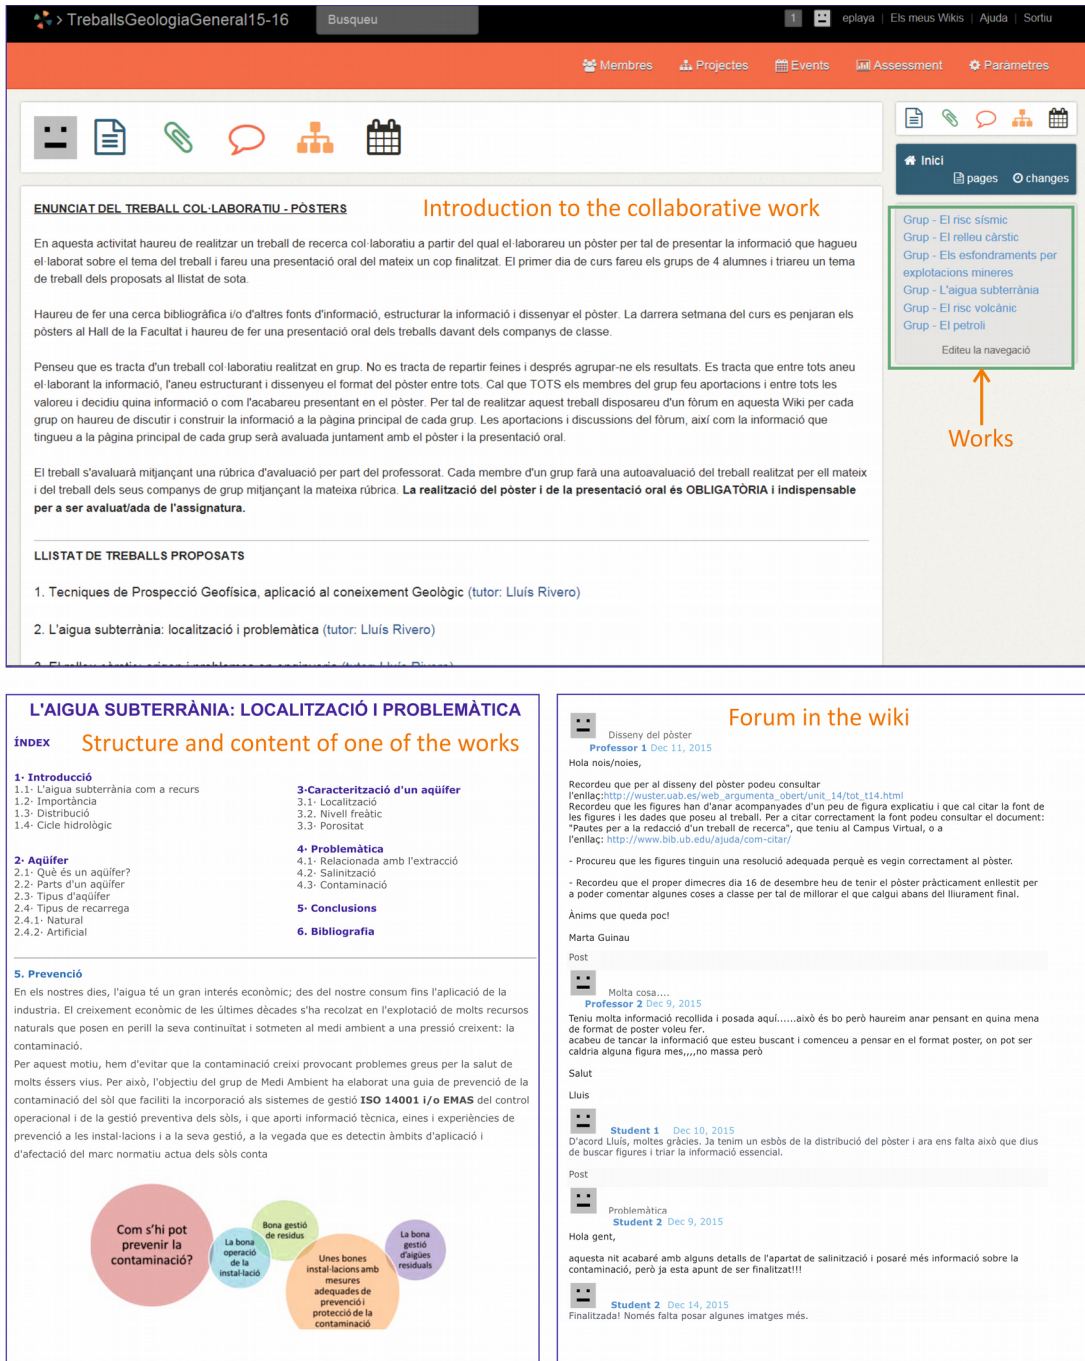 > TreballsGeologiaGeneral15-16
Busqueu
1 eplaya | Els meus Wikis | Ajuda | Sortiu
Membres Projectes Events Assessment Paràmetres
Inici
pages changes
ENUNCIAT DEL TREBALL COL·LABORATIU - PÒSTERS
Introduction to the collaborative work
En aquesta activitat haureu de realitzar un treball de recerca col·laboratiu a partir del qual el·laborareu un pòster per tal de presentar la informació que hagueu
el·laborat sobre el tema del treball i fareu una presentació oral del mateix un cop finalitzat. El primer dia de curs fareu els grups de 4 alumnes i triareu un tema
de treball dels proposats al llistat de sota.
Haureu de fer una cerca bibliogràfica i/o d'altres fonts d'informació, estructurar la informació i dissenyar el pòster. La darrera setmana del curs es penjaran els
pòsters al Hall de la Facultat i haureu de fer una presentació oral dels treballs davant dels companys de classe.
Penseu que es tracta d'un treball col·laboratiu realitzat en grup. No es tracta de repartir feines i després agrupar-ne els resultats. Es tracta que entre tots aneu
el·laborant la informació, l'aneu estructurant i dissenyeu el format del pòster entre tots. Cal que TOTS els membres del grup feu aportacions i entre tots les
valoreu i decidiu quina informació o com l'acabareu presentant en el pòster. Per tal de realitzar aquest treball disposareu d'un fòrum en aquesta Wiki per cada
grup on haureu de discutir i construir la informació a la pàgina principal de cada grup. Les aportacions i discussions del fòrum, així com la informació que
tingueu a la pàgina principal de cada grup serà avaluada juntament amb el pòster i la presentació oral.
El treball s'avaluarà mitjançant una rúbrica d'avaluació per part del professorat. Cada membre d'un grup farà una autoavaluació del treball realitzat per ell mateix
i del treball dels seus companys de grup mitjançant la mateixa rúbrica. La realització del pòster i de la presentació oral és OBLIGATÒRIA i indispensable
per a ser avaluat/ada de l'assignatura.
LLISTAT DE TREBALLS PROPOSATS
1. Tecniques de Prospecció Geofísica, aplicació al coneixement Geològic (tutor: Lluís Rivero)
2. L'aigua subterrània: localització i problemàtica (tutor: Lluís Rivero)
3. El relleu càrstic: origen i problemes en enginyeria (tutor: Lluís Rivero)
Grup - El risc sísmic
Grup - El relleu càrstic
Grup - Els esfondraments per
explotacions mineres
Grup - L'aigua subterrània
Grup - El risc volcànic
Grup - El petroli
Editeu la navegació
Works
L'AIGUA SUBTERRÀNIA: LOCALITZACIÓ I PROBLEMÀTICA
ÍNDEX
Structure and content of one of the works
1· Introducció
1.1· L'aigua subterrània com a recurs
1.2· Importància
1.3· Distribució
1.4· Cicle hidrològic
2· Aqüífer
2.1· Què és un aqüífer?
2.2· Parts d'un aqüífer
2.3· Tipus d'aqüífer
2.4· Tipus de recarrega
2.4.1· Natural
2.4.2· Artificial
3·Caracterització d'un aqüífer
3.1· Localització
3.2. Nivell freàtic
3.3· Porositat
4· Problemàtica
4.1· Relacionada amb l'extracció
4.2· Salinització
4.3· Contaminació
5· Conclusions
6. Bibliografia
5. Prevenció
En els nostres dies, l'aigua té un gran interés econòmic; des del nostre consum fins l'aplicació de la
industria. El creixement econòmic de les últimes dècades s'ha recolzat en l'explotació de molts recursos
naturals que posen en perill la seva continuïtat i sotmeten al medi ambient a una pressió creixent: la
contaminació.
Per aquest motiu, hem d'evitar que la contaminació creixi provocant problemes greus per la salut de
molts éssers vius. Per això, l'objectiu del grup de Medi Ambient ha elaborat una guia de prevenció de la
contaminació del sòl que faciliti la incorporació als sistemes de gestió ISO 14001 i/o EMAS del control
operacional i de la gestió preventiva dels sòls, i que aporti informació tècnica, eines i experiències de
prevenció a les instal·lacions i a la seva gestió, a la vegada que es detectin àmbits d'aplicació i
d'afectació del marc normatiu actua dels sòls conta
Com s'hi pot
prevenir la
contaminació?
La bona
operació
de la
instal·lació
Bona gestió
de residus
Unes bones
instal·lacions amb
mesures
adequades de
prevenció i
protecció de la
contaminació
La bona
gestió
d'aigües
residuals
Forum in the wiki
Disseny del pòster
Professor 1 Dec 11, 2015
Hola nois/noies,
Recordeu que per al disseny del pòster podeu consultar
l'enllaç:http://wuster.uab.es/web_argumenta_obert/unit_14/tot_t14.html
Recordeu que les figures han d'anar acompanyades d'un peu de figura explicatiu i que cal citar la font de
les figures i les dades que poseu al treball. Per a citar correctament la font podeu consultar el document:
"Pautes per a la redacció d'un treball de recerca", que teniu al Campus Virtual, o a
l'enllaç: http://www.bib.ub.edu/ajuda/com-citar/
- Procureu que les figures tinguin una resolució adequada perquè es vegin correctament al pòster.
- Recordeu que el proper dimecres dia 16 de desembre heu de tenir el pòster pràcticament enllestit per
a poder comentar algunes coses a classe per tal de millorar el que calgui abans del lliurament final.
Ànims que queda poc!
Marta Guinau
Post
Molta cosa....
Professor 2 Dec 9, 2015
Teniu molta informació recollida i posada aquí......això és bo però haureim anar pensant en quina mena
de format de poster voleu fer.
acabeu de tancar la informació que esteu buscant i comenceu a pensar en el format poster, on pot ser
caldria alguna figura mes,,,,no massa però
Salut
Lluis
Student 1 Dec 10, 2015
D'acord Lluís, moltes gràcies. Ja tenim un esbòs de la distribució del pòster i ara ens falta això que dius
de buscar figures i triar la informació essencial.
Post
Problemàtica
Student 2 Dec 9, 2015
Hola gent,
aquesta nit acabaré amb alguns detalls de l'apartat de salinització i posaré més informació sobre la
contaminació, però ja esta apunt de ser finalitzat!!!
Student 2 Dec 14, 2015
Finalitzada! Només falta posar algunes imatges més.